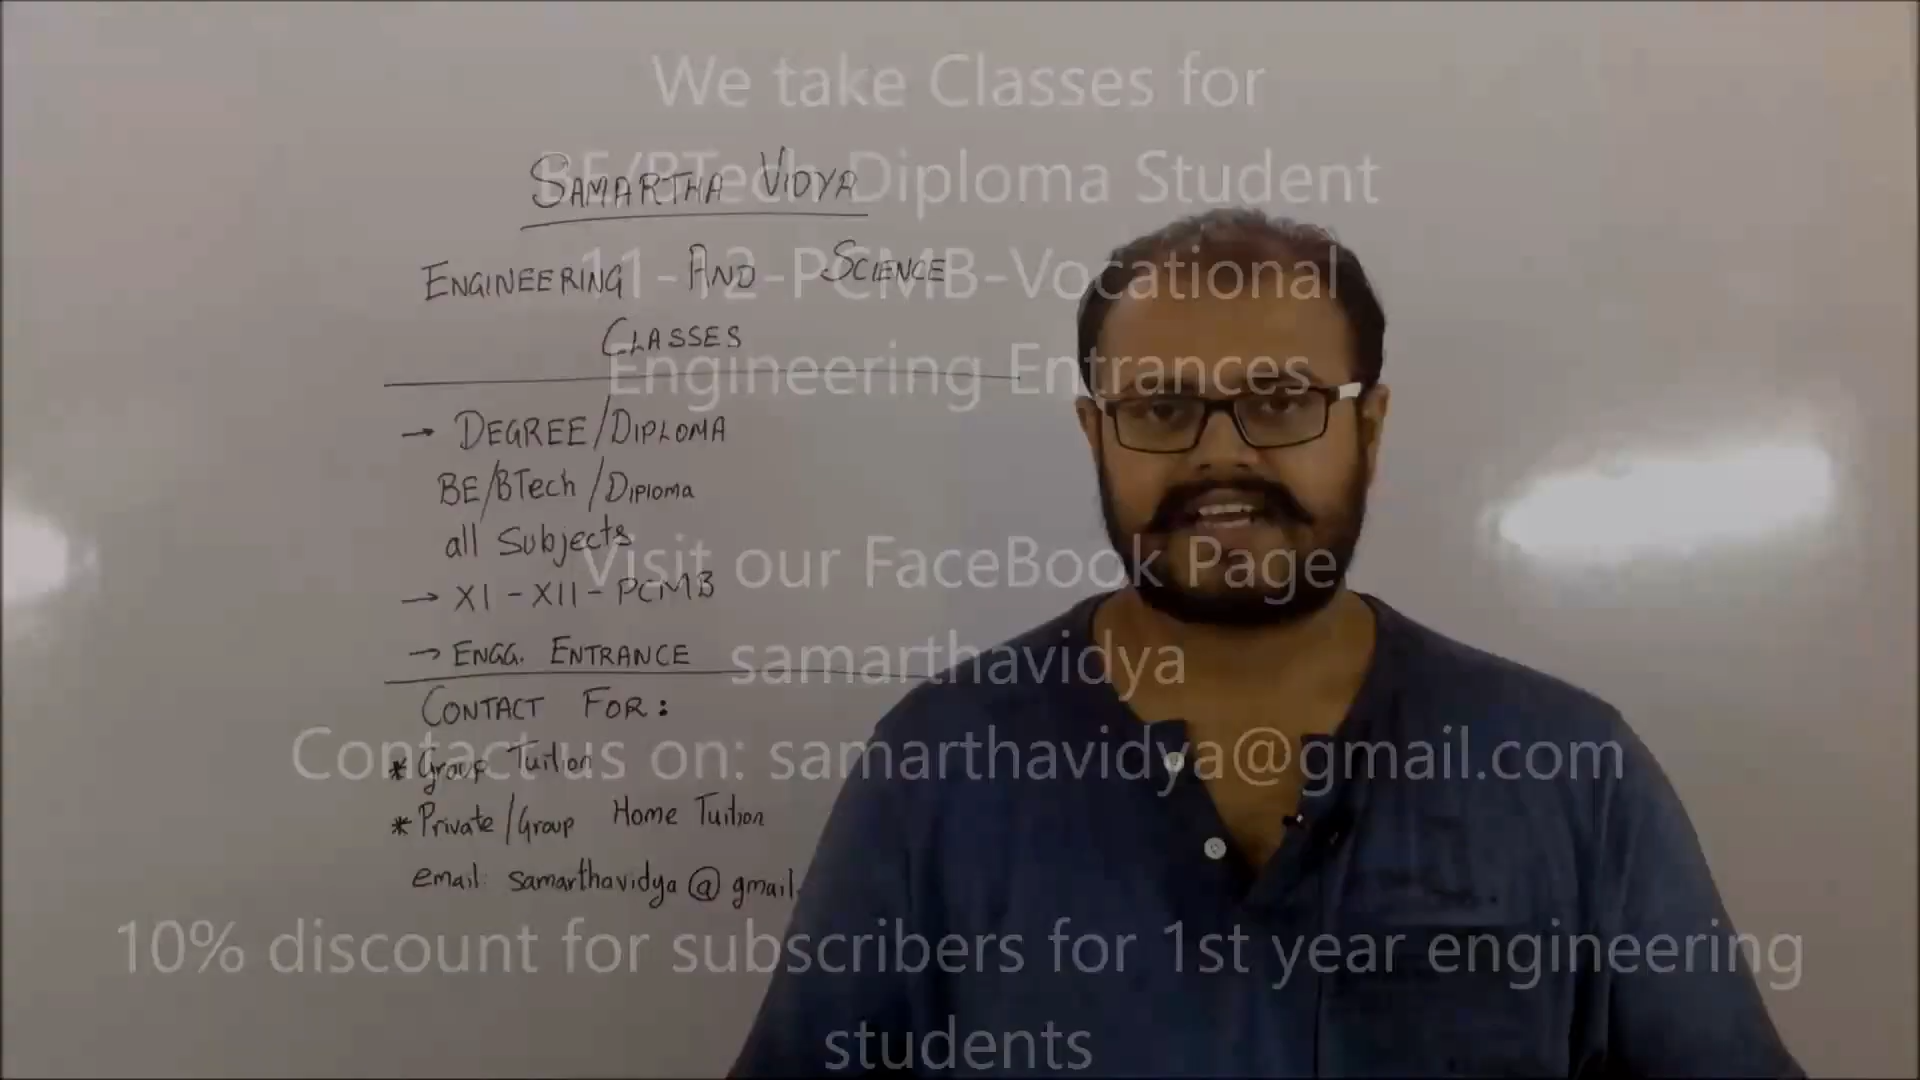 We take Classes for
BE/BTech Diploma Student
11-12-PCMB-Vocational
Engineering Entrances
Visit our FaceBook Page
samarthavidya
Contact us on: samarthavidya@gmail.com
10% discount for subscribers for 1st year engineering
students
SAMARTHA VIDYA
ENGINEERING AND SCIENCE
CLASSES
→ DEGREE/DIPLOMA
BE/BTech/DIPLOMA
all Subjects
→ XI-XII-PCMB
→ ENGG. ENTRANCE
CONTACT FOR:
* Group Tuition
* Private/Group Home Tuition
email: samarthavidya@gmail.